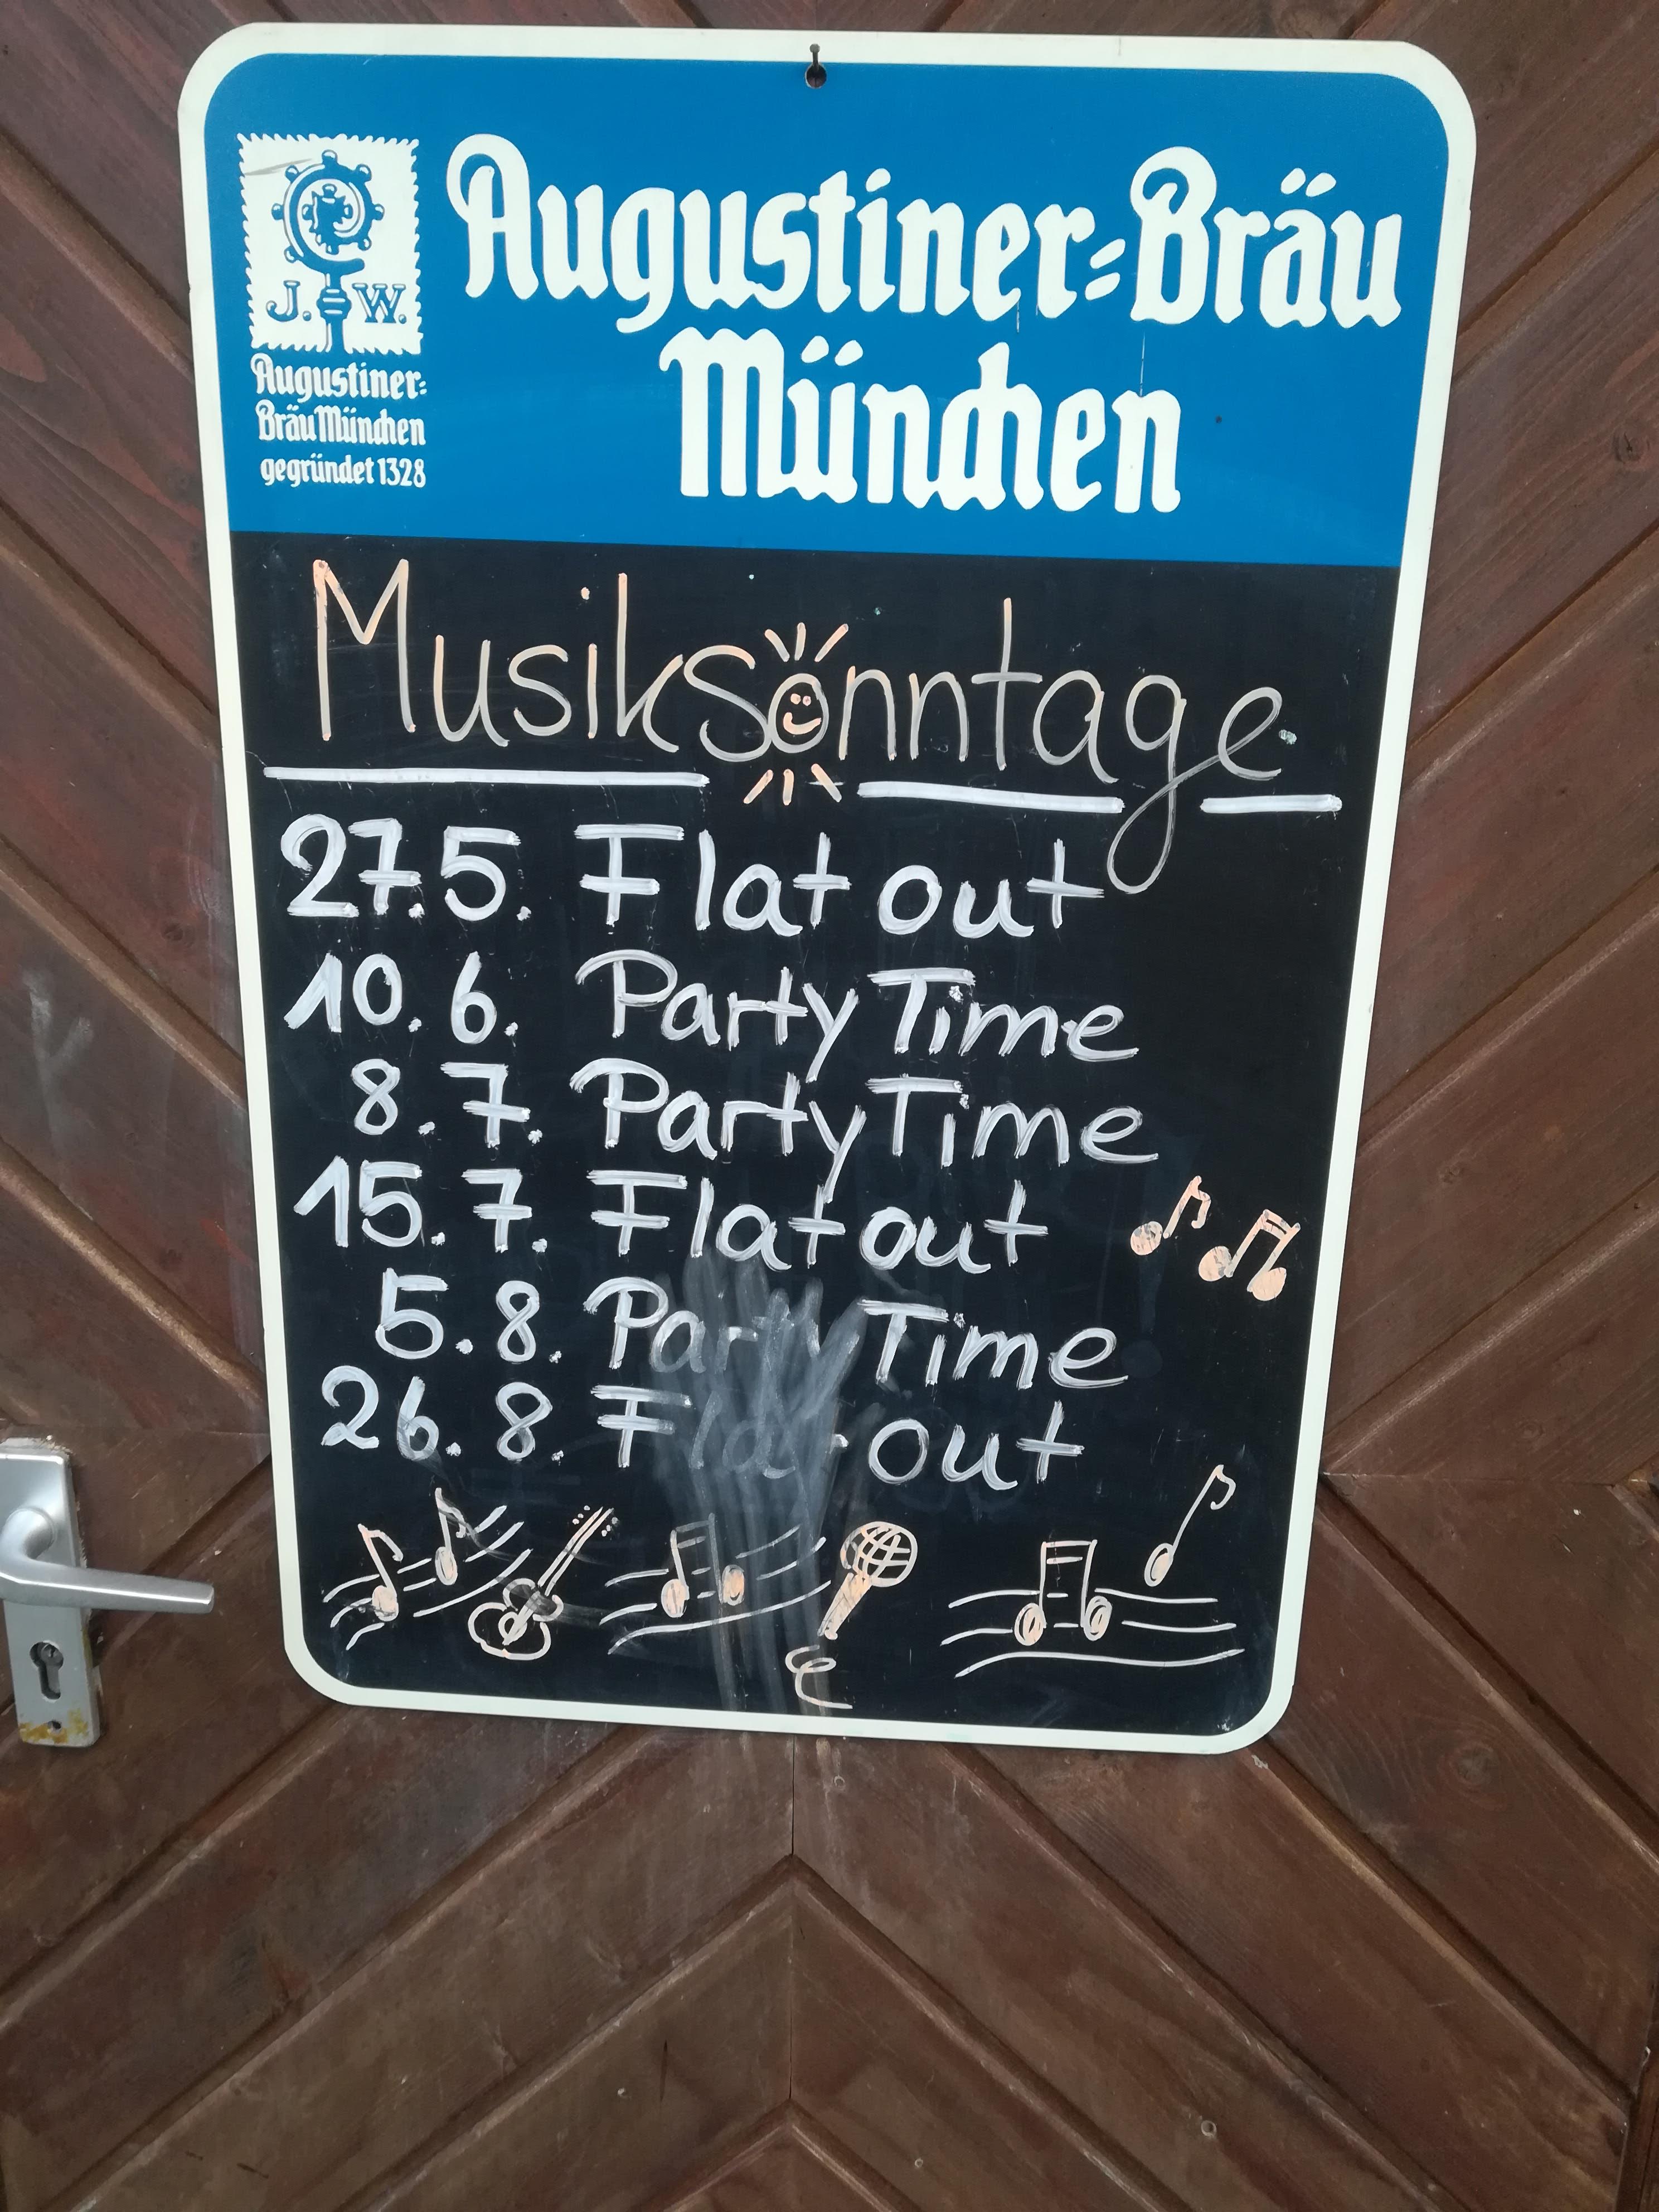 Augustiner-Bräu
München
J. W.
Augustiner-
Bräu München
gegründet 1328
Musiksonntage
27.5. Flat out
10.6. Party Time
8.7. Party Time
15.7. Flat out
5.8. Party Time
26.8. Flat out